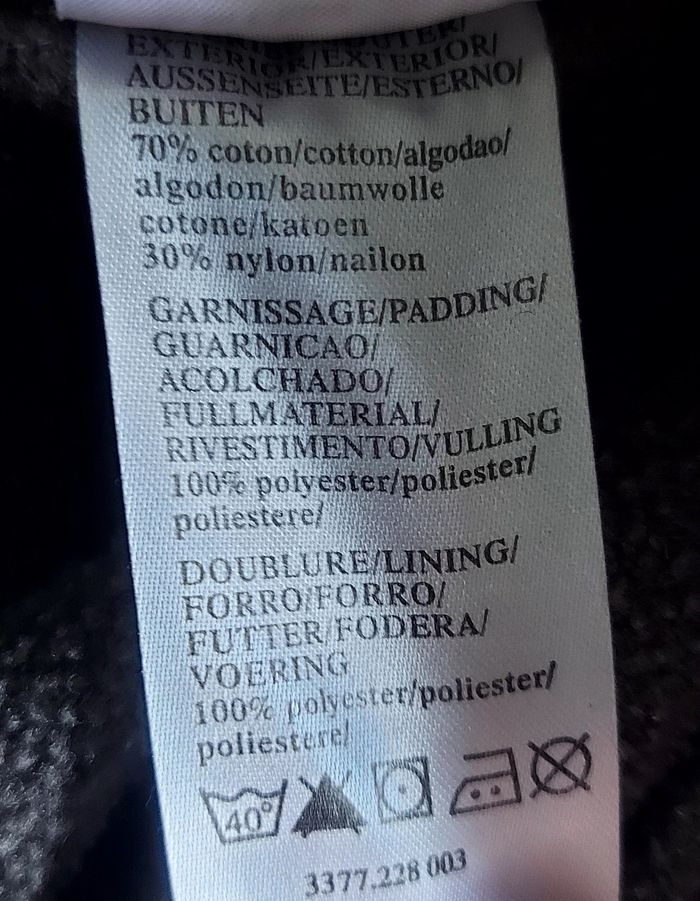 EXTERIOR/EXTERIOR/
AUSSENSEITE/ESTERNO/
BUITEN
70% coton/cotton/algodao/
algodon/baumwolle
cotone/katoen
30% nylon/nailon
GARNISSAGE/PADDING/
GUARNICAO/
ACOLCHADO/
FULLMATERIAL/
RIVESTIMENTO/VULLING
100% polyester/poliester/
poliestere/
DOUBLURE/LINING/
FORRO/FORRO/
FUTTER/FODERA/
VOERING
100% polyester/poliester/
poliestere/
40°
3377.228 003